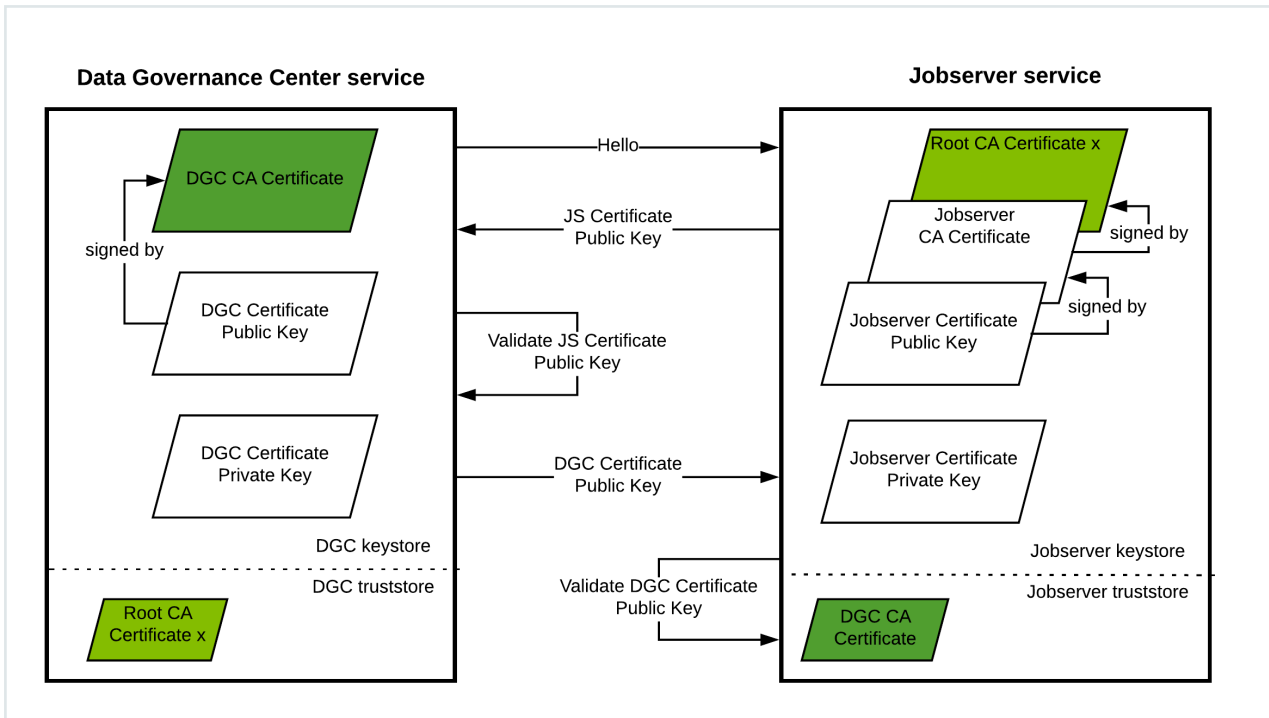 Data Governance Center service
DGC CA Certificate
signed by
DGC Certificate
Public Key
DGC Certificate
Private Key
DGC keystore
DGC truststore
Root CA
Certificate x
Hello
JS Certificate
Public Key
Validate JS Certificate
Public Key
DGC Certificate
Public Key
Validate DGC Certificate
Public Key
Jobserver service
Root CA Certificate x
Jobserver
CA Certificate
signed by
Jobserver Certificate
Public Key
signed by
Jobserver Certificate
Private Key
Jobserver keystore
Jobserver truststore
DGC CA
Certificate